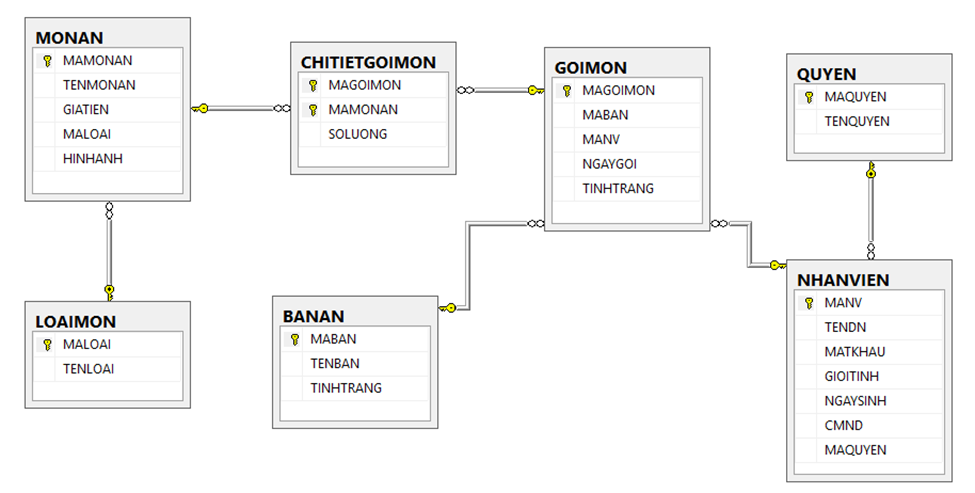 MONAN
MAMONAN
TENMONAN
GIATIEN
MALOAI
HINHANH
CHITIETGOIMON
MAGOIMON
MAMONAN
SOLUONG
GOIMON
MAGOIMON
MABAN
MANV
NGAYGOI
TINHTRANG
QUYEN
MAQUYEN
TENQUYEN
LOAIMON
MALOAI
TENLOAI
BANAN
MABAN
TENBAN
TINHTRANG
NHANVIEN
MANV
TENDN
MATKHAU
GIOITINH
NGAYSINH
CMND
MAQUYEN